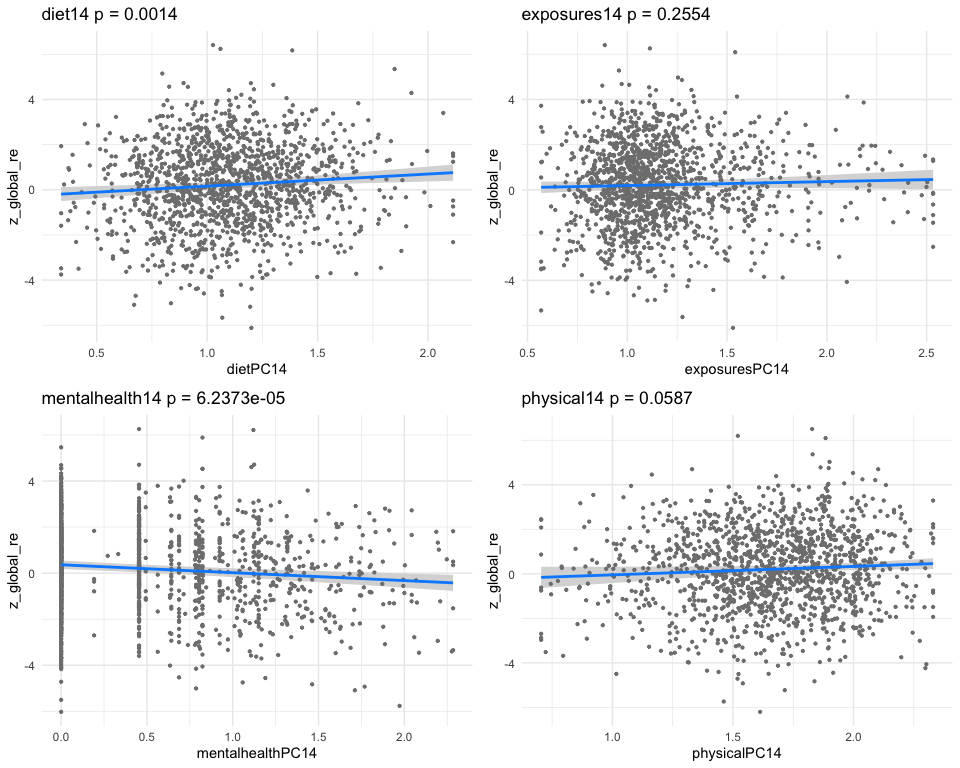 diet14 p = 0.0014
z_global_re
4
0
-4
0.5 1.0 1.5 2.0
dietPC14
exposures14 p = 0.2554
z_global_re
4
0
-4
0.5 1.0 1.5 2.0 2.5
exposuresPC14
mentalhealth14 p = 6.2373e-05
z_global_re
4
0
-4
0.0 0.5 1.0 1.5 2.0
mentalhealthPC14
physical14 p = 0.0587
z_global_re
4
0
-4
1.0 1.5 2.0
physicalPC14